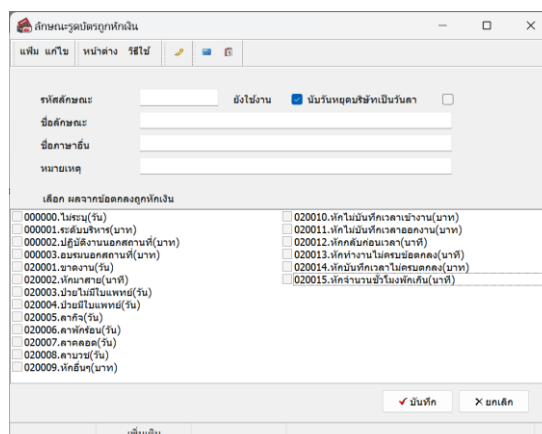 ลักษณะรูดบัตรถูกหักเงิน
แฟ้ม แก้ไข หน้าต่าง วิธีใช้
รหัสลักษณะ ยังใช้งาน นับวันหยุดบริษัทเป็นวันลา
ชื่อลักษณะ
ชื่อภาษาอื่น
หมายเหตุ
เลือก ผลจากข้อตกลงถูกหักเงิน
000000.ไม่ระบุ(วัน)
000001.ระดับบริหาร(บาท)
000002.ปฏิบัติงานนอกสถานที่(บาท)
000003.อบรมนอกสถานที่(บาท)
020001.ขาดงาน(วัน)
020002.หักมาสาย(นาที)
020003.ป่วยไม่มีใบแพทย์(วัน)
020004.ป่วยมีใบแพทย์(วัน)
020005.ลากิจ(วัน)
020006.ลาพักร้อน(วัน)
020007.ลาคลอด(วัน)
020008.ลาบวช(วัน)
020009.หักอื่นๆ(บาท)
020010.หักไม่บันทึกเวลาเข้างาน(บาท)
020011.หักไม่บันทึกเวลาออกงาน(บาท)
020012.หักกลับก่อนเวลา(นาที)
020013.หักทำงานไม่ครบข้อตกลง(นาที)
020014.หักบันทึกเวลาไม่ครบตกลง(บาท)
020015.หักจำนวนชั่วโมงพักเกิน(นาที)
บันทึก ยกเลิก
เพิ่มเติม